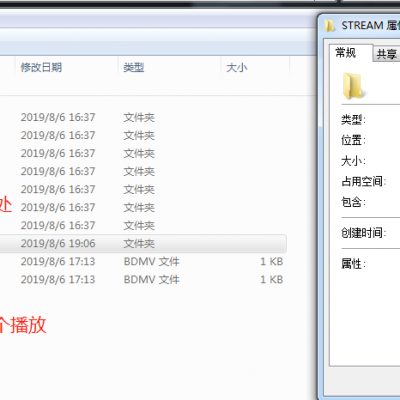 STREAM 属性
修改日期 类型 大小
常规 共享
2019/8/6 16:37 文件夹
2019/8/6 16:37 文件夹
2019/8/6 16:37 文件夹
2019/8/6 16:37 文件夹
2019/8/6 16:37 文件夹
处 2019/8/6 16:37 文件夹
2019/8/6 16:37 文件夹
2019/8/6 19:06 文件夹
2019/8/6 17:13 BDMV 文件 1 KB
2019/8/6 17:13 BDMV 文件 1 KB
个播放
类型:
位置:
大小:
占用空间:
包含:
创建时间:
属性: